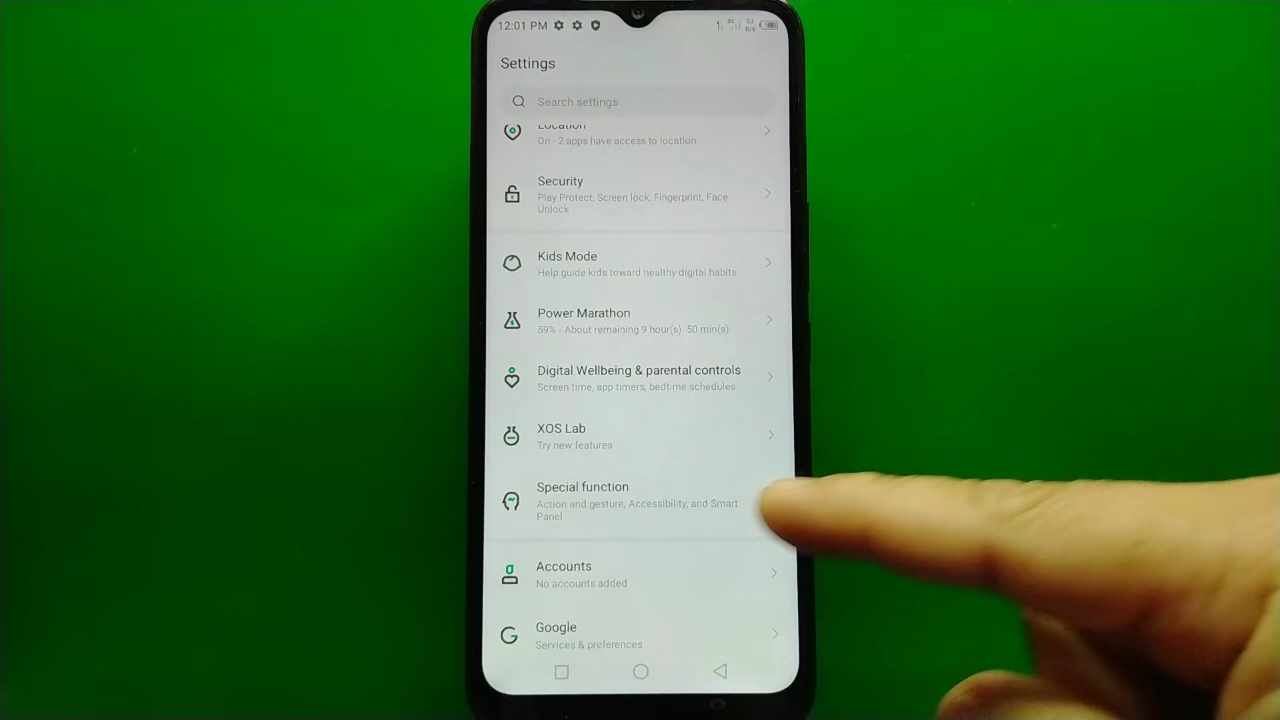 12:01 PM
Settings
Search settings
Location
On - 2 apps have access to location
Security
Play Protect, Screen lock, Fingerprint, Face
Unlock
Kids Mode
Help guide kids toward healthy digital habits
Power Marathon
59% - About remaining 9 hour(s) 50 min(s)
Digital Wellbeing & parental controls
Screen time, app timers, bedtime schedules
XOS Lab
Try new features
Special function
Action and gesture, Accessibility, and Smart
Panel
Accounts
No accounts added
Google
Services & preferences